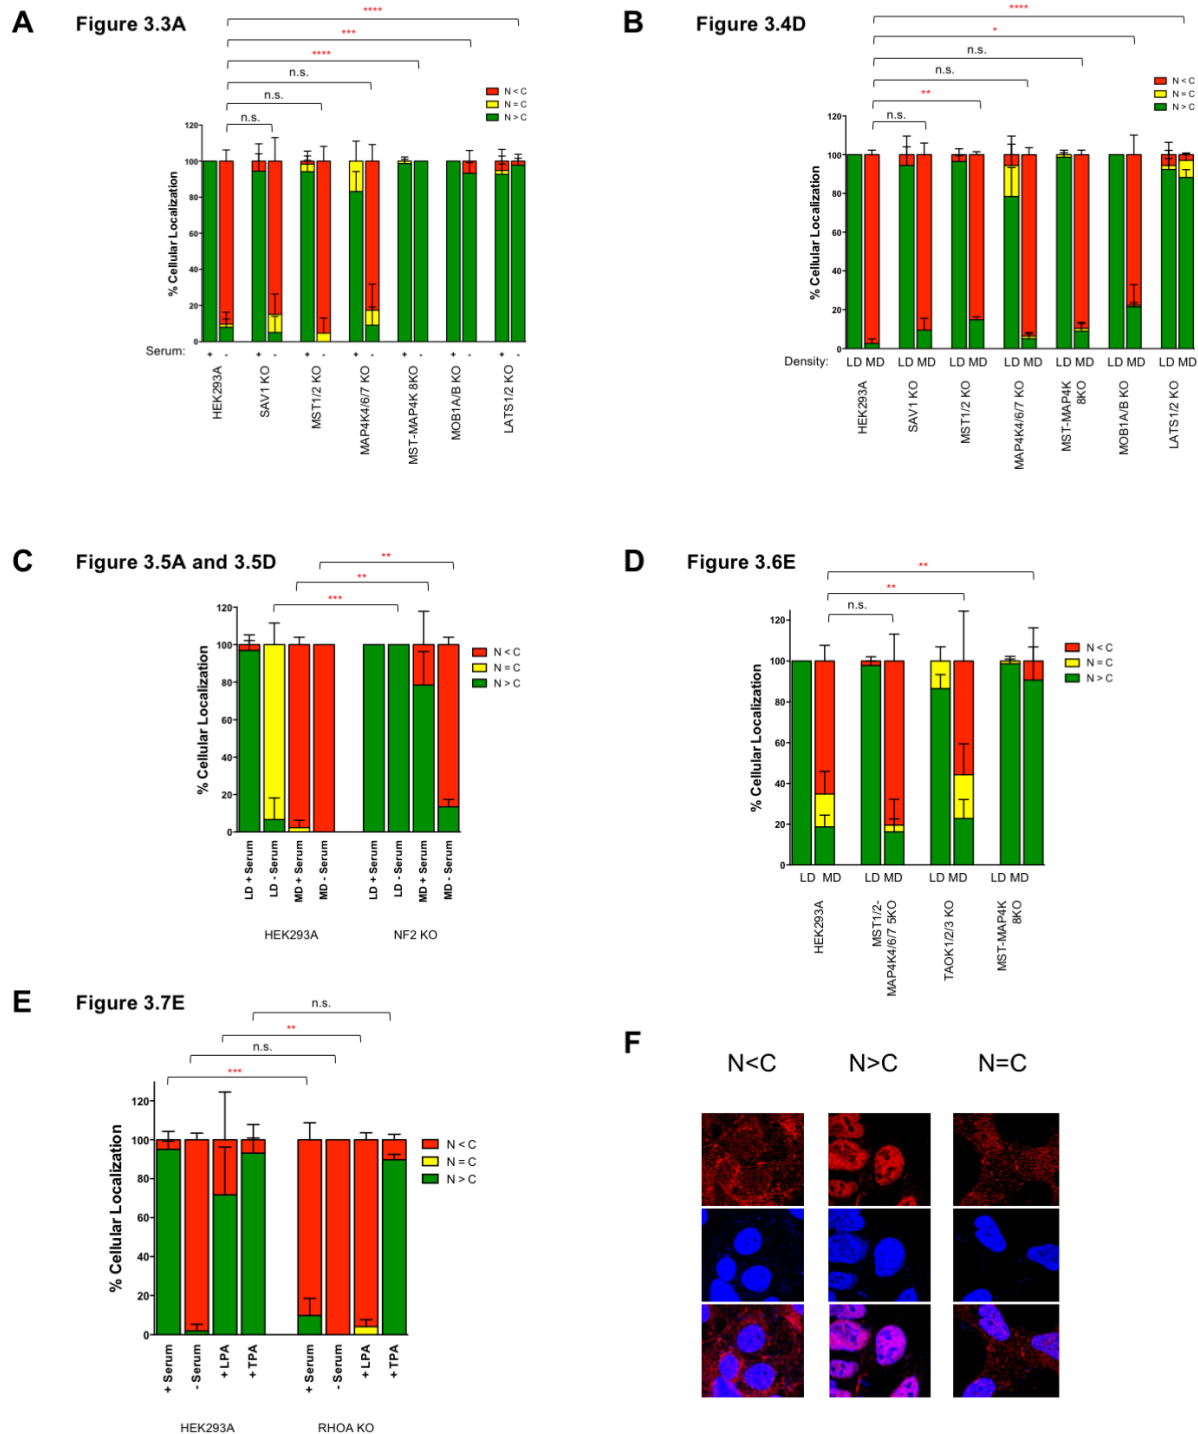 A
Figure 3.3A
****
***
****
n.s.
n.s.
n.s.
N < C
N = C
N > C
% Cellular Localization
120
100
80
60
40
20
0
Serum:
+ - + - + - + - + - + - + -
HEK293A
SAV1 KO
MST1/2 KO
MAP4K4/6/7 KO
MST-MAP4K 8KO
MOB1A/B KO
LATS1/2 KO
B
Figure 3.4D
****
*
n.s.
n.s.
**
n.s.
N < C
N = C
N > C
% Cellular Localization
120
100
80
60
40
20
0
Density:
LD MD LD MD LD MD LD MD LD MD LD MD LD MD
HEK293A
SAV1 KO
MST1/2 KO
MAP4K4/6/7 KO
MST-MAP4K
8KO
MOB1A/B KO
LATS1/2 KO
C
Figure 3.5A and 3.5D
**
**
***
N < C
N = C
N > C
% Cellular Localization
120
100
80
60
40
20
0
LD + Serum
LD - Serum
MD + Serum
MD - Serum
LD + Serum
LD - Serum
MD + Serum
MD - Serum
HEK293A
NF2 KO
D
Figure 3.6E
**
**
n.s.
N < C
N = C
N > C
% Cellular Localization
120
100
80
60
40
20
0
LD MD LD MD LD MD LD MD
HEK293A
MST1/2-
MAP4K4/6/7 5KO
TAOK1/2/3 KO
MST-MAP4K
8KO
E
Figure 3.7E
n.s.
**
n.s.
***
N < C
N = C
N > C
% Cellular Localization
120
100
80
60
40
20
0
+ Serum
- Serum
+ LPA
+ TPA
+ Serum
- Serum
+ LPA
+ TPA
HEK293A
RHOA KO
F
N<C
N>C
N=C